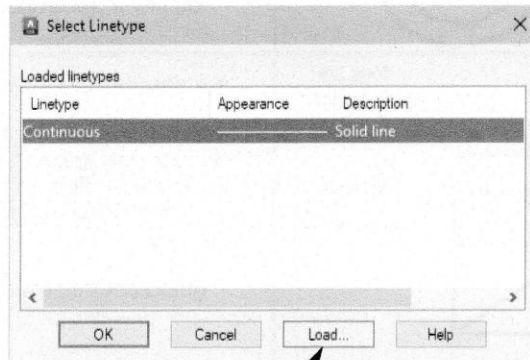 Select Linetype
Loaded linetypes
Linetype Appearance Description
Continuous Solid line
OK Cancel Load... Help